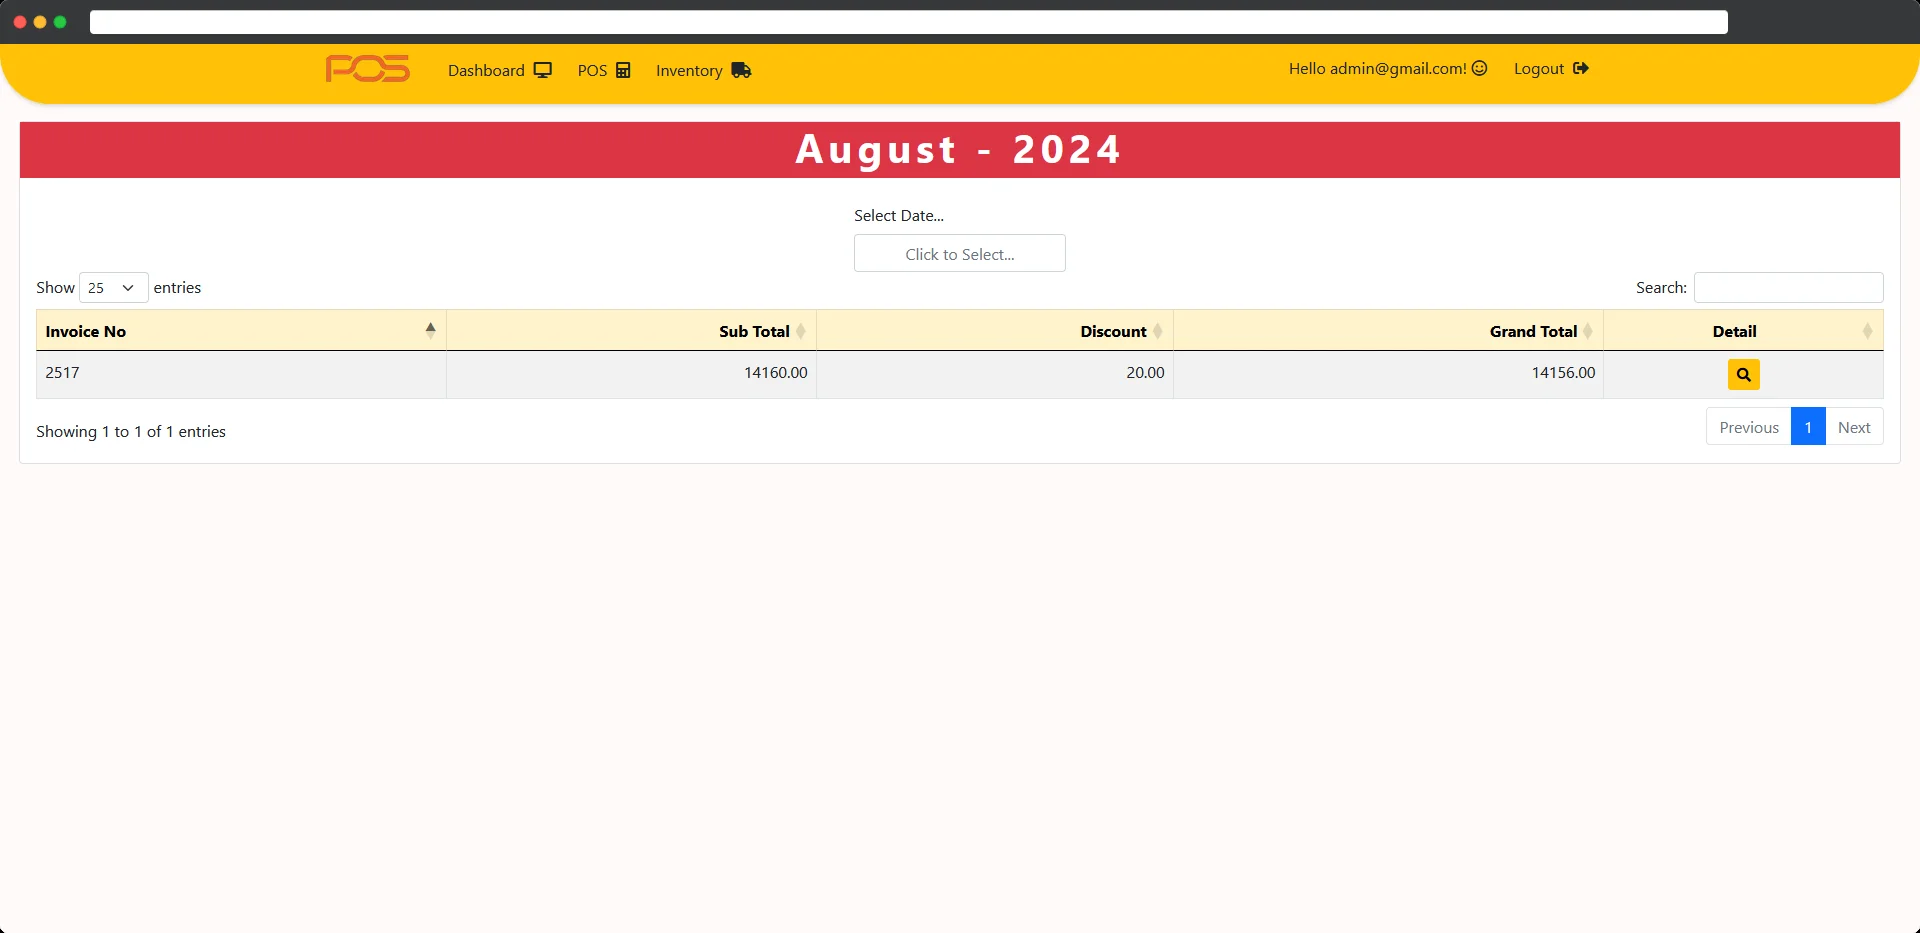 POS Dashboard POS Inventory Hello admin@gmail.com! Logout
August - 2024
Select Date...
Click to Select...
Show 25 entries Search:
Invoice No Sub Total Discount Grand Total Detail
2517 14160.00 20.00 14156.00
Showing 1 to 1 of 1 entries Previous 1 Next